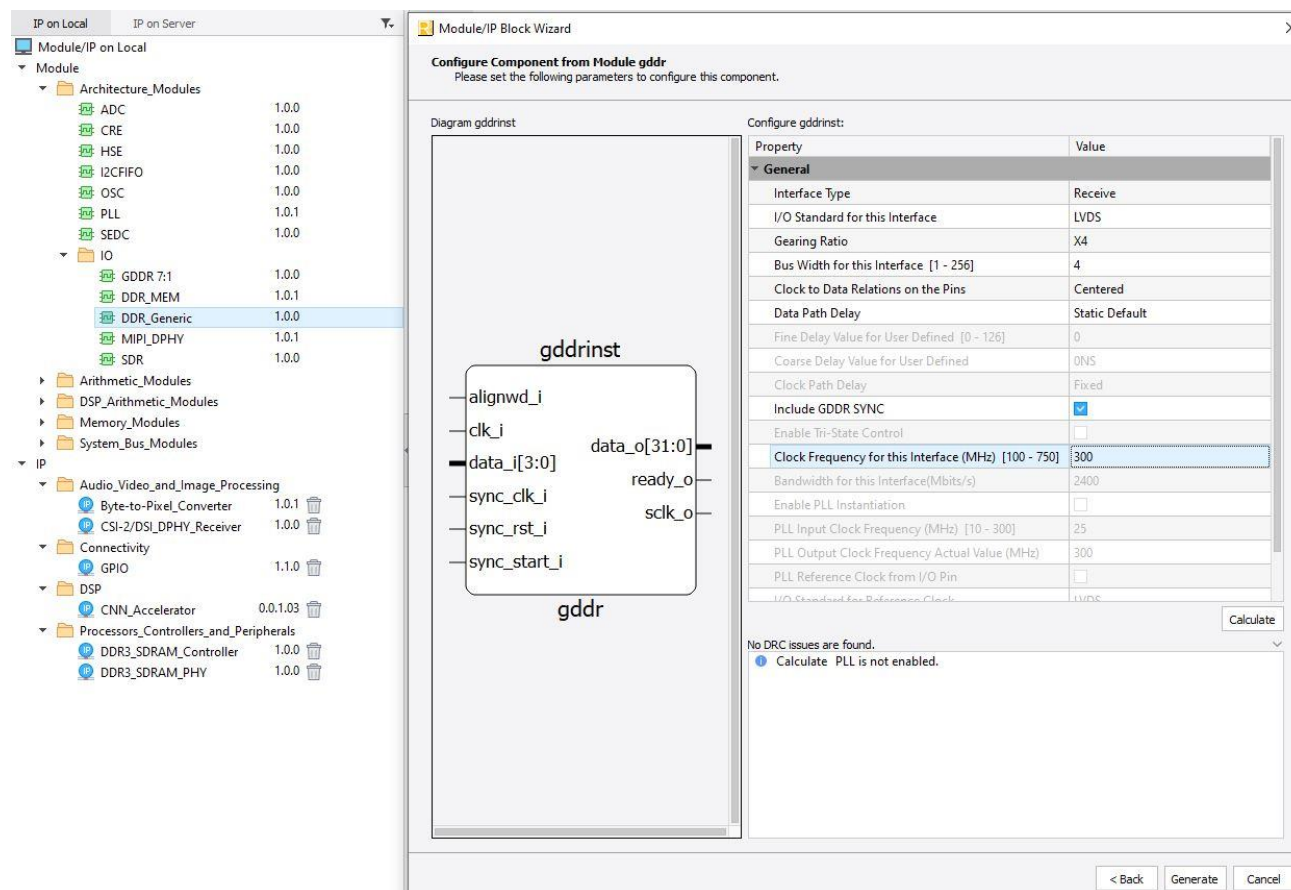 IP on Local IP on Server
Module/IP on Local
Module
Architecture_Modules
ADC 1.0.0
CRE 1.0.0
HSE 1.0.0
I2CFIFO 1.0.0
OSC 1.0.0
PLL 1.0.1
SEDC 1.0.0
IO
GDDR 7:1 1.0.0
DDR_MEM 1.0.1
DDR_Generic 1.0.0
MIPI_DPHY 1.0.1
SDR 1.0.0
Arithmetic_Modules
DSP_Arithmetic_Modules
Memory_Modules
System_Bus_Modules
IP
Audio_Video_and_Image_Processing
Byte-to-Pixel_Converter 1.0.1
CSI-2/DSI_DPHY_Receiver 1.0.0
Connectivity
GPIO 1.1.0
DSP
CNN_Accelerator 0.0.1.03
Processors_Controllers_and_Peripherals
DDR3_SDRAM_Controller 1.0.0
DDR3_SDRAM_PHY 1.0.0
Module/IP Block Wizard
Configure Component from Module gddr
Please set the following parameters to configure this component.
Diagram gddrinst
gddrinst
alignwd_i
clk_i
data_i[3:0]
sync_clk_i
sync_rst_i
sync_start_i
data_o[31:0]
ready_o
sclk_o
gddr
Configure gddrinst:
Property Value
General
Interface Type Receive
I/O Standard for this Interface LVDS
Gearing Ratio X4
Bus Width for this Interface [1 - 256] 4
Clock to Data Relations on the Pins Centered
Data Path Delay Static Default
Fine Delay Value for User Defined [0 - 126] 0
Coarse Delay Value for User Defined 0NS
Clock Path Delay Fixed
Include GDDR SYNC
Enable Tri-State Control
Clock Frequency for this Interface (MHz) [100 - 750] 300
Bandwidth for this Interface(Mbits/s) 2400
Enable PLL Instantiation
PLL Input Clock Frequency (MHz) [10 - 300] 25
PLL Output Clock Frequency Actual Value (MHz) 300
PLL Reference Clock from I/O Pin
I/O Standard for Reference Clock LVDS
Calculate
No DRC issues are found.
Calculate PLL is not enabled.
< Back Generate Cancel